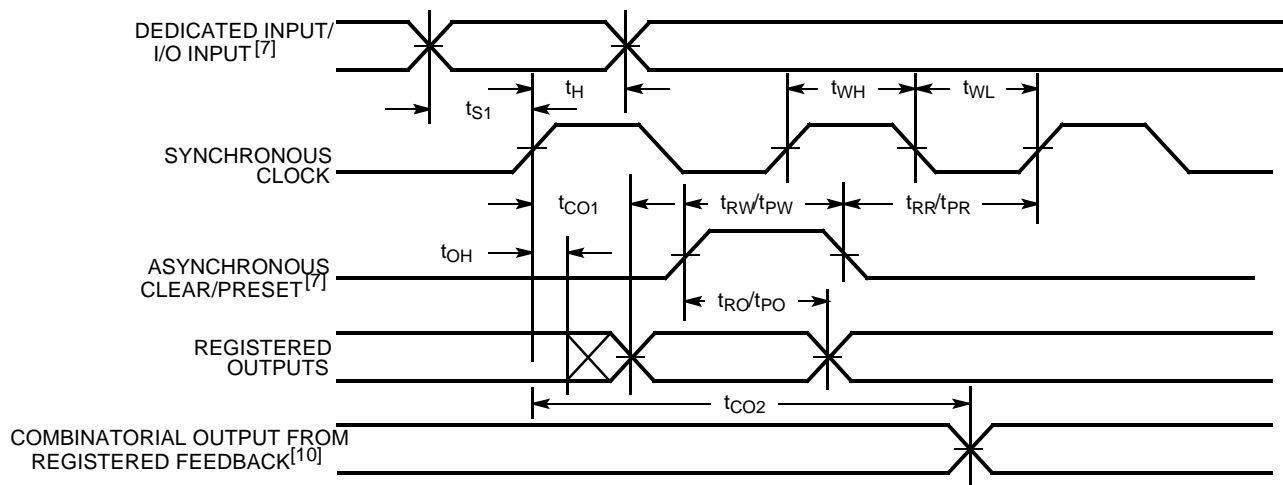 DEDICATED INPUT/
I/O INPUT[7]
tH
tWH
tWL
tS1
SYNCHRONOUS
CLOCK
tCO1
tRW/tPW
tRR/tPR
tOH
ASYNCHRONOUS
CLEAR/PRESET[7]
tRO/tPO
REGISTERED
OUTPUTS
tCO2
COMBINATORIAL OUTPUT FROM
REGISTERED FEEDBACK[10]